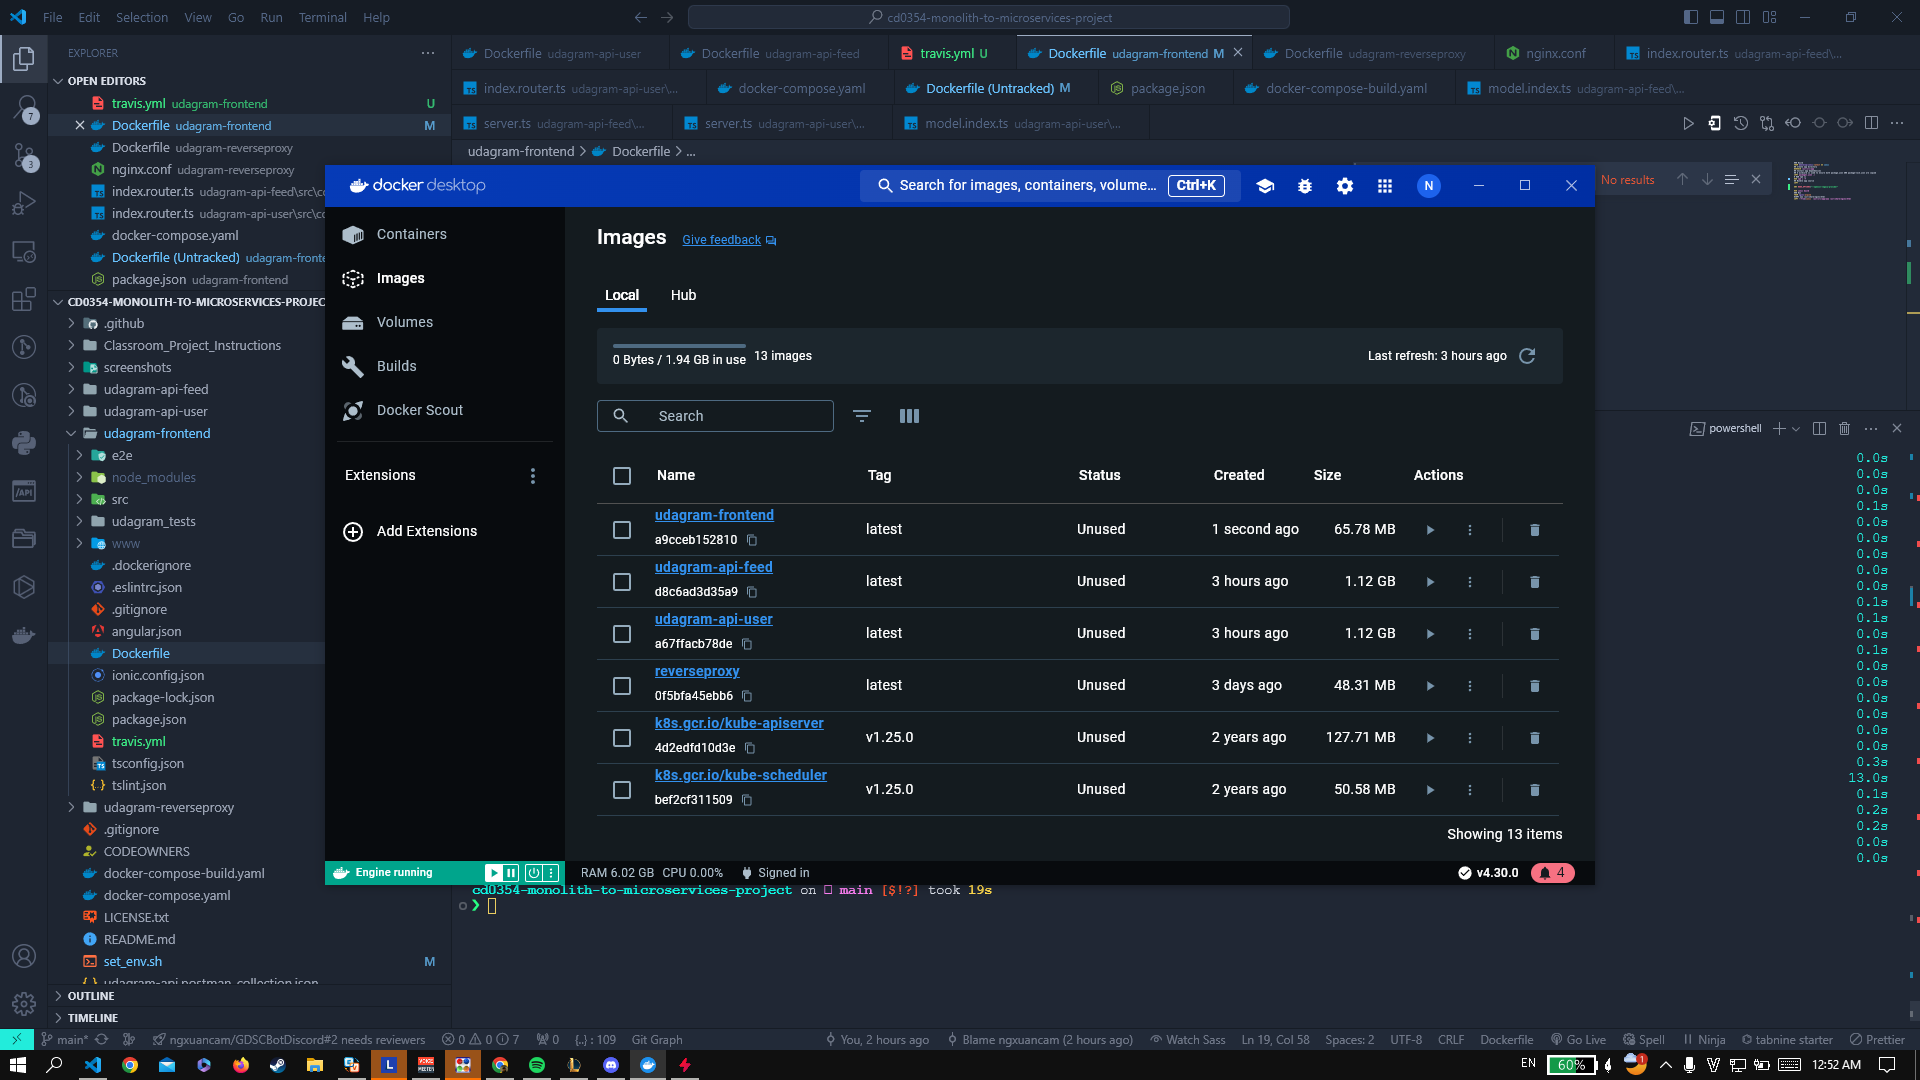 File Edit Selection View Go Run Terminal Help
cd0354-monolith-to-microservices-project
EXPLORER
OPEN EDITORS
travis.yml udagram-frontend U
Dockerfile udagram-frontend M
Dockerfile udagram-reverseproxy
nginx.conf udagram-reverseproxy
index.router.ts udagram-api-feed\src\co
index.router.ts udagram-api-user\src\co
docker-compose.yaml
Dockerfile (Untracked) udagram-fronte
package.json udagram-frontend
CD0354-MONOLITH-TO-MICROSERVICES-PROJEC
.github
Classroom_Project_Instructions
screenshots
udagram-api-feed
udagram-api-user
udagram-frontend
e2e
node_modules
src
udagram_tests
www
.dockerignore
.eslintrc.json
.gitignore
angular.json
Dockerfile
ionic.config.json
package-lock.json
package.json
travis.yml
tsconfig.json
tslint.json
udagram-reverseproxy
.gitignore
CODEOWNERS
docker-compose-build.yaml
docker-compose.yaml
LICENSE.txt
README.md
set_env.sh M
udagram-api.postman_collection.json
OUTLINE
TIMELINE
7
3
Dockerfile udagram-api-user
Dockerfile udagram-api-feed
travis.yml U
Dockerfile udagram-frontend M
Dockerfile udagram-reverseproxy
nginx.conf
index.router.ts udagram-api-feed\...
index.router.ts udagram-api-user\...
docker-compose.yaml
Dockerfile (Untracked) M
package.json
docker-compose-build.yaml
model.index.ts udagram-api-feed\...
server.ts udagram-api-feed\...
server.ts udagram-api-user\...
model.index.ts udagram-api-user\...
udagram-frontend > Dockerfile > ...
No results
docker desktop
Search for images, containers, volume... Ctrl+K
N
Containers
Images
Volumes
Builds
Docker Scout
Extensions
Add Extensions
Images Give feedback
Local Hub
0 Bytes / 1.94 GB in use 13 images
Last refresh: 3 hours ago
Search
Name Tag Status Created Size Actions
udagram-frontend
a9cceb152810
latest Unused 1 second ago 65.78 MB
udagram-api-feed
d8c6ad3d35a9
latest Unused 3 hours ago 1.12 GB
udagram-api-user
a67ffacb78de
latest Unused 3 hours ago 1.12 GB
reverseproxy
0f5bfa45ebb6
latest Unused 3 days ago 48.31 MB
k8s.gcr.io/kube-apiserver
4d2edfd10d3e
v1.25.0 Unused 2 years ago 127.71 MB
k8s.gcr.io/kube-scheduler
bef2cf311509
v1.25.0 Unused 2 years ago 50.58 MB
Showing 13 items
Engine running
RAM 6.02 GB CPU 0.00% Signed in
v4.30.0 4
powershell
0.0s
0.0s
0.0s
0.1s
0.0s
0.0s
0.0s
0.0s
0.0s
0.1s
0.1s
0.0s
0.1s
0.0s
0.0s
0.0s
0.0s
0.0s
0.0s
0.3s
13.0s
0.1s
0.2s
0.2s
0.0s
0.0s
cd0354-monolith-to-microservices-project on main [$!?] took 19s
main* ngxuancam/GDSCBotDiscord#2 needs reviewers 0 0 7 0 {..} : 109 Git Graph
You, 2 hours ago Blame ngxuancam (2 hours ago) Watch Sass Ln 19, Col 58 Spaces: 2 UTF-8 CRLF Dockerfile Go Live Spell Ninja tabnine starter Prettier
EN 60% 1 12:52 AM